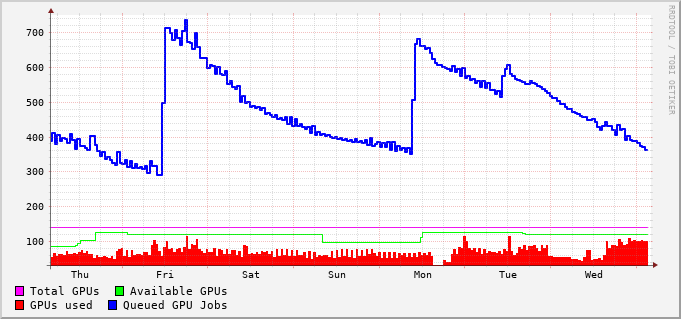 RRDTOOL / TOBI OETIKER
700
600
500
400
300
200
100
Thu Fri Sat Sun Mon Tue Wed
Total GPUs Available GPUs
GPUs used Queued GPU Jobs